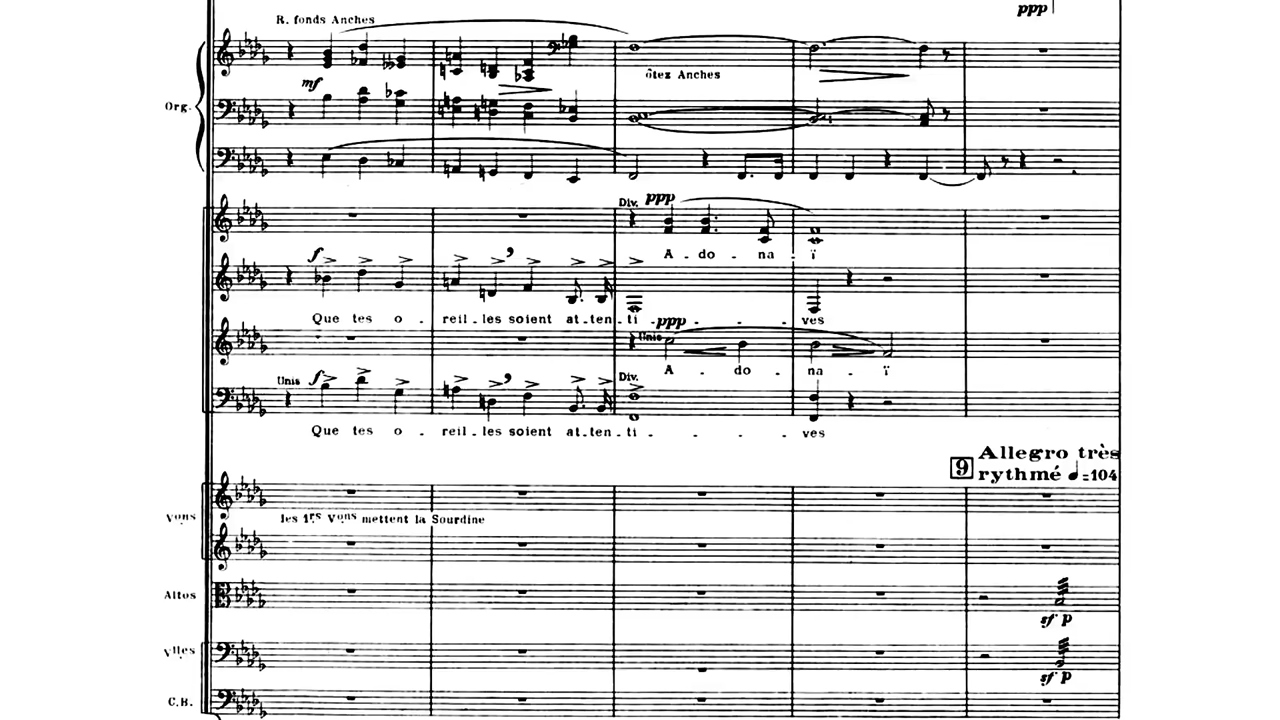 ppp
R. fonds Anches
mf
ôtez Anches
Org.
Div. ppp
A - do - na - ï
f
Que tes o - reil - les soient at - ten - ti - - - - ves
ppp
Unis
A - do - na - ï
Unis f Div.
Que tes o - reil - les soient at - ten - ti - - - - ves
9 Allegro très
rythmé ♩=104
Vons
les 1rs Vons mettent la Sourdine
Altos
sf p
Vlles
sf p
C.B.